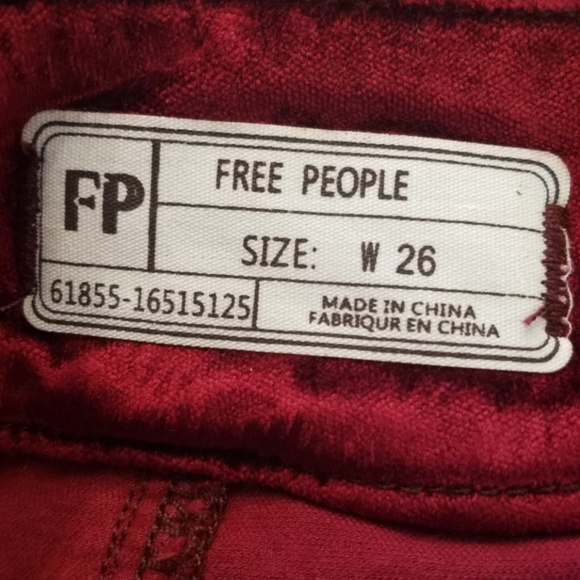 FP
FREE PEOPLE
SIZE: W 26
61855-16515125
MADE IN CHINA
FABRIQUR EN CHINA